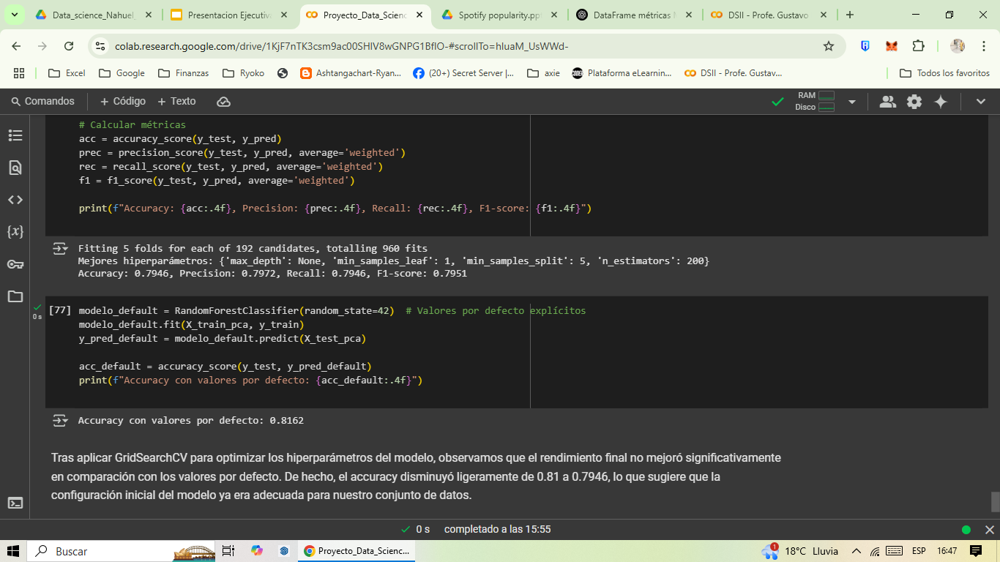 Data_science_Nahuel_
Presentacion Ejecutiva
Proyecto_Data_Scienc
Spotify popularity.pp
DataFrame métricas
DSII - Profe. Gustavo
colab.research.google.com/drive/1KjF7nTK3csm9ac00SHIV8wGNPG1BflO-#scrollTo=hIuaM_UsWWd-
Excel
Google
Finanzas
Ryoko
Ashtangachart-Ryan...
(20+) Secret Server |...
axie
Plataforma eLearnin...
DSII - Profe. Gustav...
Todos los favoritos
Comandos
+ Código
+ Texto
RAM
Disco
# Calcular métricas
acc = accuracy_score(y_test, y_pred)
prec = precision_score(y_test, y_pred, average='weighted')
rec = recall_score(y_test, y_pred, average='weighted')
f1 = f1_score(y_test, y_pred, average='weighted')
print(f"Accuracy: {acc:.4f}, Precision: {prec:.4f}, Recall: {rec:.4f}, F1-score: {f1:.4f}")
Fitting 5 folds for each of 192 candidates, totalling 960 fits
Mejores hiperparámetros: {'max_depth': None, 'min_samples_leaf': 1, 'min_samples_split': 5, 'n_estimators': 200}
Accuracy: 0.7946, Precision: 0.7972, Recall: 0.7946, F1-score: 0.7951
0 s
[77] modelo_default = RandomForestClassifier(random_state=42)  # Valores por defecto explícitos
modelo_default.fit(X_train_pca, y_train)
y_pred_default = modelo_default.predict(X_test_pca)
acc_default = accuracy_score(y_test, y_pred_default)
print(f"Accuracy con valores por defecto: {acc_default:.4f}")
Accuracy con valores por defecto: 0.8162
Tras aplicar GridSearchCV para optimizar los hiperparámetros del modelo, observamos que el rendimiento final no mejoró significativamente
en comparación con los valores por defecto. De hecho, el accuracy disminuyó ligeramente de 0.81 a 0.7946, lo que sugiere que la
configuración inicial del modelo ya era adecuada para nuestro conjunto de datos.
0 s completado a las 15:55
Buscar
Proyecto_Data_Scienc...
1
18°C Lluvia
ESP
16:47